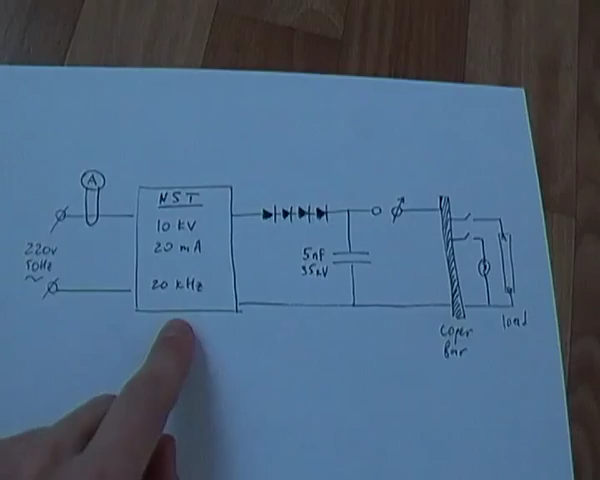 A
NST
10 kV
20 mA
20 kHz
220v
50Hz
~
5nF
35kV
coper
bar
load